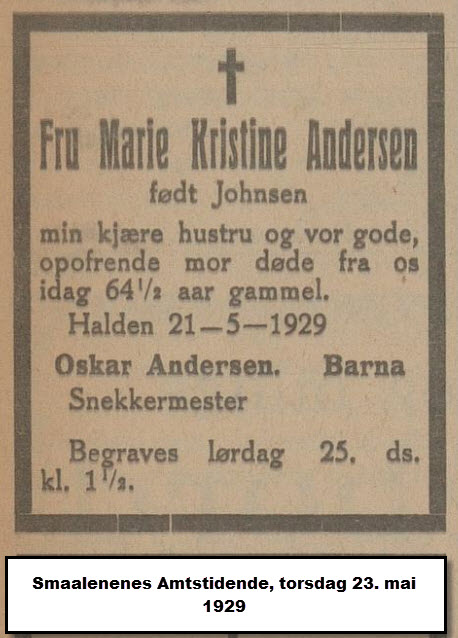 Fru Marie Kristine Andersen
født Johnsen
min kjære hustru og vor gode,
opofrende mor døde fra os
idag 64½ aar gammel.
Halden 21—5—1929
Oskar Andersen. Barna
Snekkermester
Begraves lørdag 25. ds.
kl. 1½.
Smaalenenes Amtstidende, torsdag 23. mai
1929